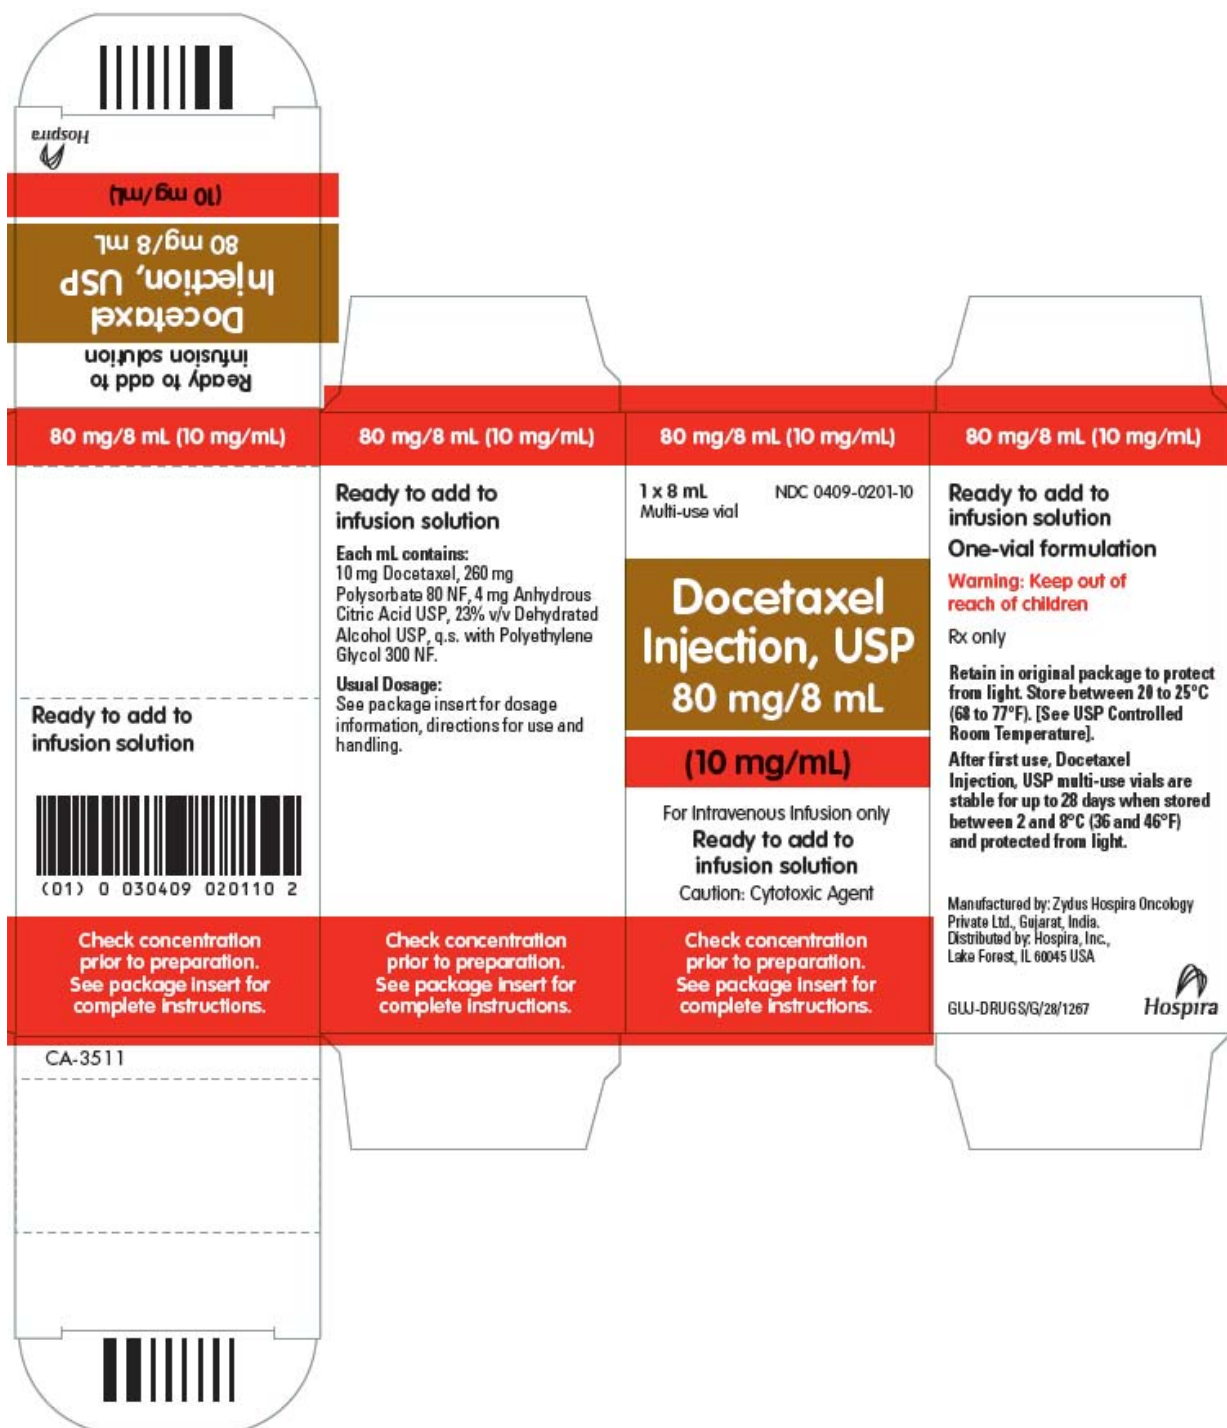 Hospira
(10 mg/mL)
80 mg/8 mL
Injection, USP
Docetaxel
infusion solution
Ready to add to
80 mg/8 mL (10 mg/mL)
Ready to add to
infusion solution
(01) 0 030409 020110 2
Check concentration
prior to preparation.
See package insert for
complete instructions.
CA-3511
80 mg/8 mL (10 mg/mL)
Ready to add to
infusion solution
Each mL contains:
10 mg Docetaxel, 260 mg
Polysorbate 80 NF, 4 mg Anhydrous
Citric Acid USP, 23% v/v Dehydrated
Alcohol USP, q.s. with Polyethylene
Glycol 300 NF.
Usual Dosage:
See package insert for dosage
information, directions for use and
handling.
Check concentration
prior to preparation.
See package insert for
complete instructions.
80 mg/8 mL (10 mg/mL)
1 x 8 mL NDC 0409-0201-10
Multi-use vial
Docetaxel
Injection, USP
80 mg/8 mL
(10 mg/mL)
For Intravenous Infusion only
Ready to add to
infusion solution
Caution: Cytotoxic Agent
Check concentration
prior to preparation.
See package insert for
complete instructions.
80 mg/8 mL (10 mg/mL)
Ready to add to
infusion solution
One-vial formulation
Warning: Keep out of
reach of children
Rx only
Retain in original package to protect
from light. Store between 20 to 25°C
(68 to 77°F). [See USP Controlled
Room Temperature].
After first use, Docetaxel
Injection, USP multi-use vials are
stable for up to 28 days when stored
between 2 and 8°C (36 and 46°F)
and protected from light.
Manufactured by: Zydus Hospira Oncology
Private Ltd., Gujarat, India.
Distributed by: Hospira, Inc.,
Lake Forest, IL 60045 USA
GUJ-DRUGS/G/28/1267
Hospira